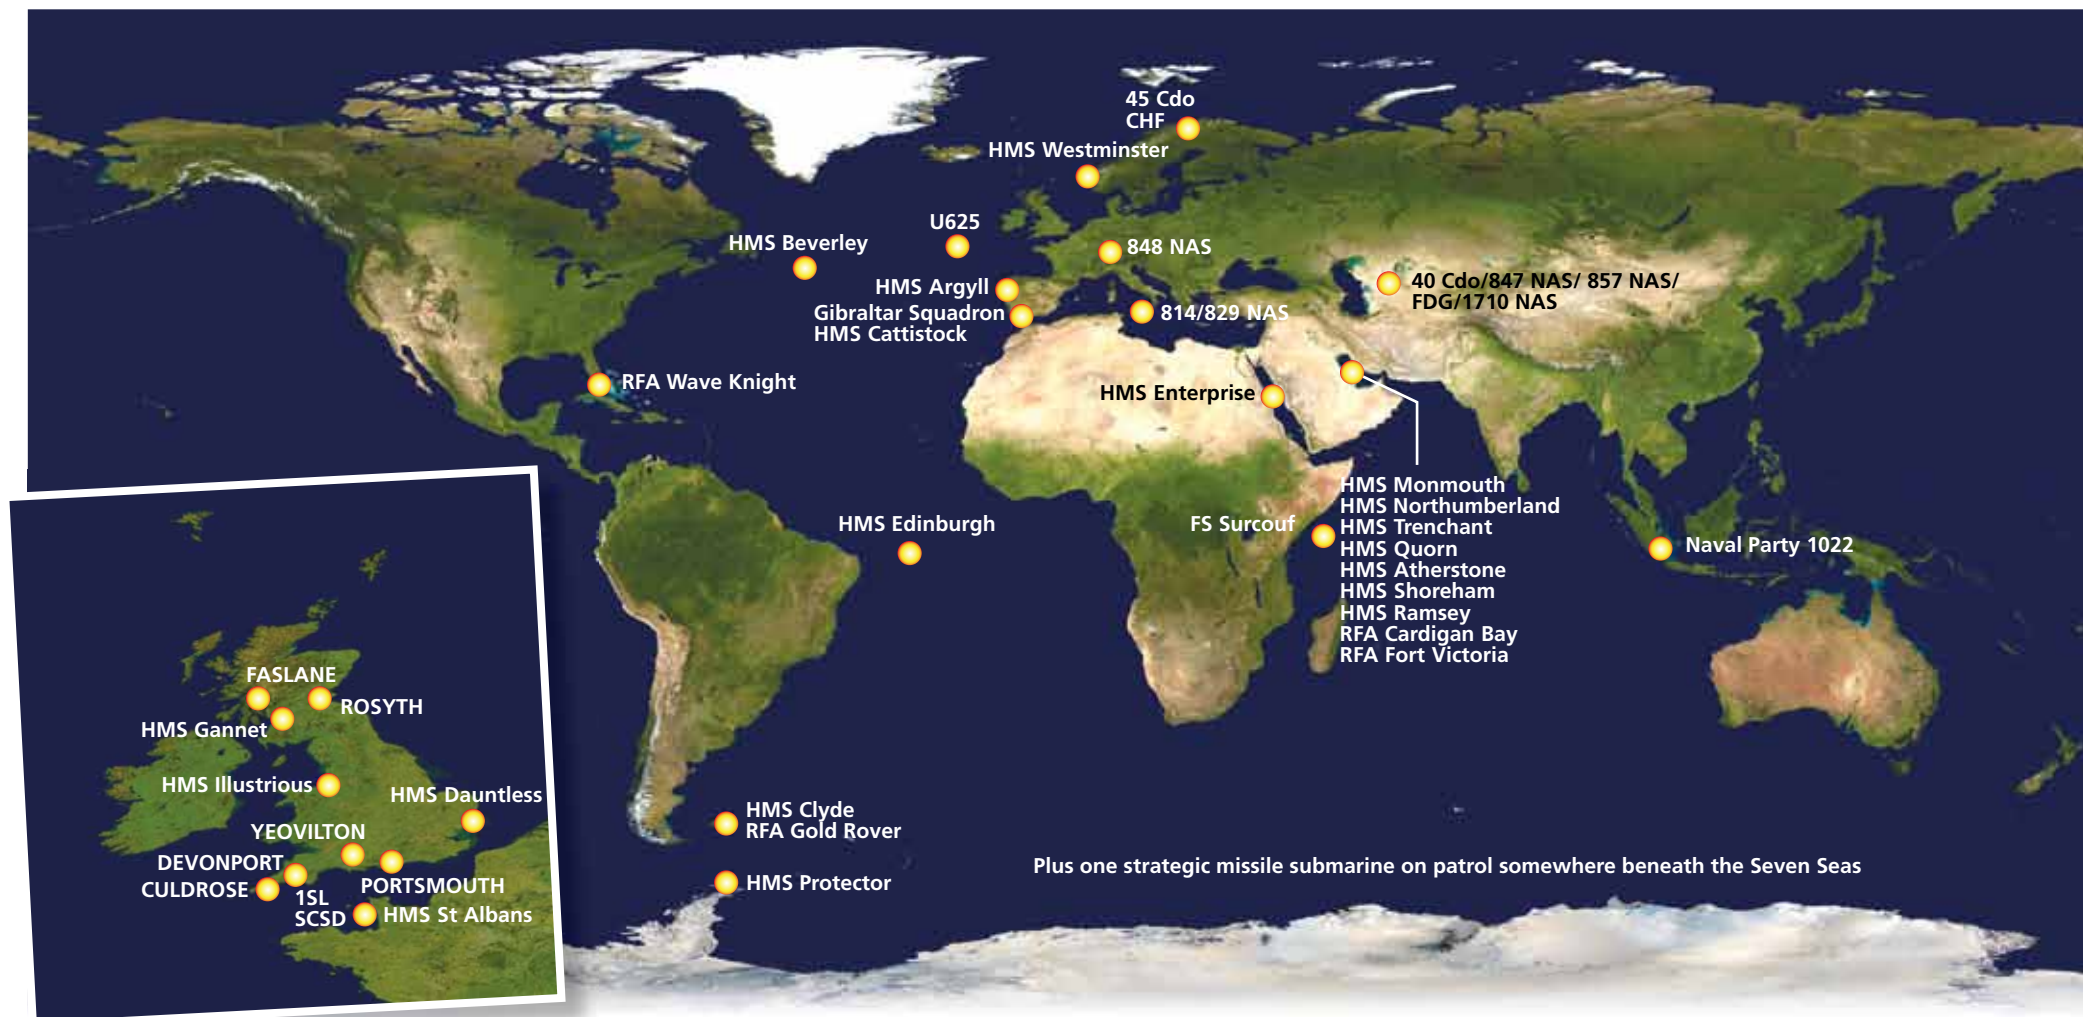 45 Cdo
CHF
HMS Westminster
U625
HMS Beverley
848 NAS
HMS Argyll
40 Cdo/847 NAS/ 857 NAS/
FDG/1710 NAS
Gibraltar Squadron
HMS Cattistock
814/829 NAS
RFA Wave Knight
HMS Enterprise
HMS Monmouth
HMS Northumberland
HMS Trenchant
HMS Quorn
HMS Atherstone
HMS Shoreham
HMS Ramsey
RFA Cardigan Bay
RFA Fort Victoria
HMS Edinburgh
FS Surcouf
Naval Party 1022
FASLANE
ROSYTH
HMS Gannet
HMS Illustrious
HMS Dauntless
YEOVILTON
DEVONPORT
CULDROSE
PORTSMOUTH
1SL
SCSD
HMS St Albans
HMS Clyde
RFA Gold Rover
HMS Protector
Plus one strategic missile submarine on patrol somewhere beneath the Seven Seas